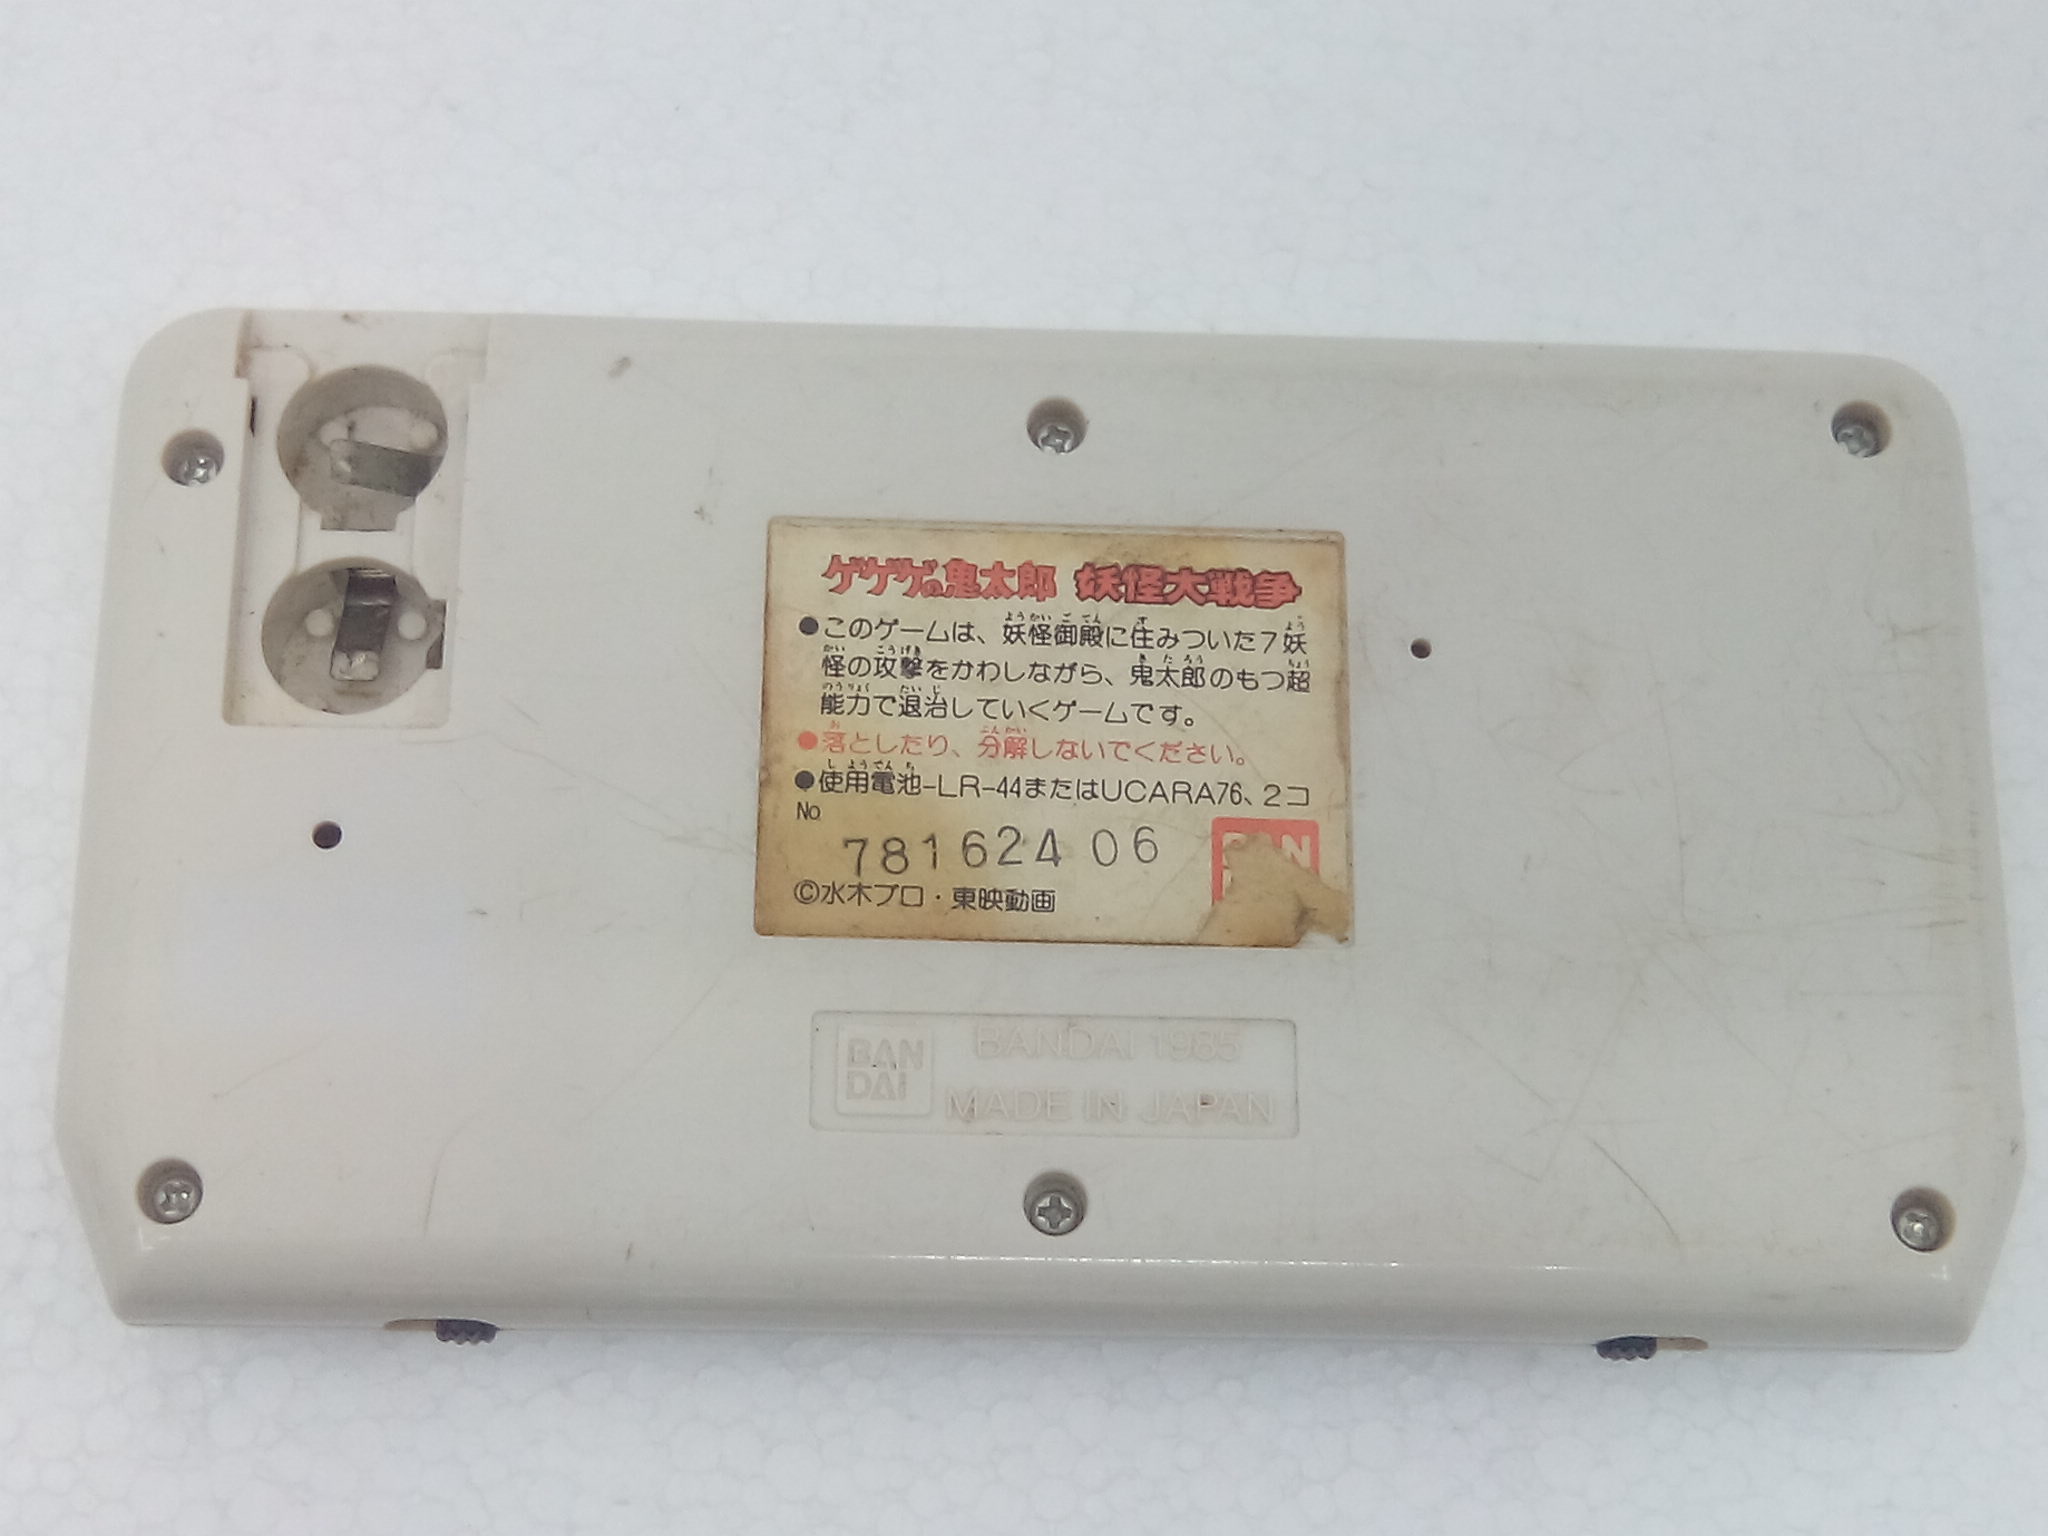 ゲゲゲの鬼太郎 妖怪大戦争
●このゲームは、妖怪御殿に住みついた7妖
怪の攻撃をかわしながら、鬼太郎のもつ超
能力で退治していくゲームです。
●落としたり、分解しないでください。
●使用電池-LR-44またはUCARA76、2コ
No.
781624 06
BAN
©水木プロ・東映動画
BAN
DAI
BANDAI 1985
MADE IN JAPAN